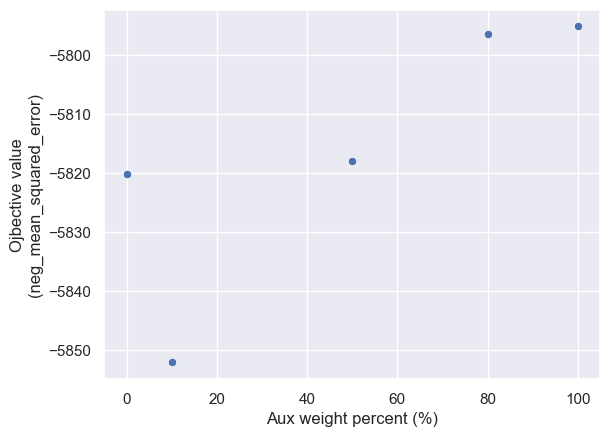 Ojbective value
(neg_mean_squared_error)
−5800
−5810
−5820
−5830
−5840
−5850
0 20 40 60 80 100
Aux weight percent (%)